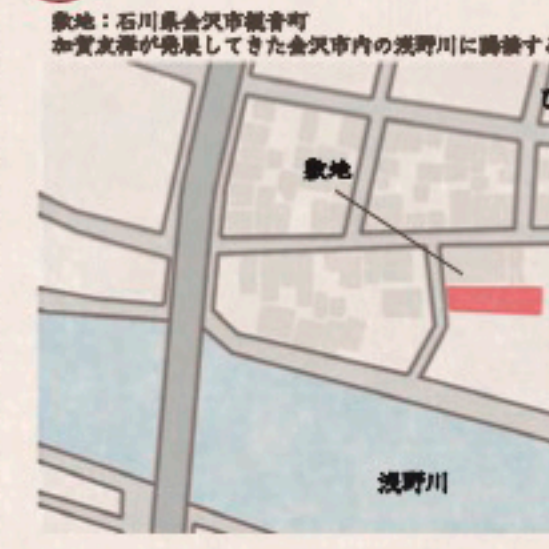 敷地：石川県金沢市観音町
加賀友禅が発展してきた金沢市内の浅野川に隣接す
敷地
浅野川